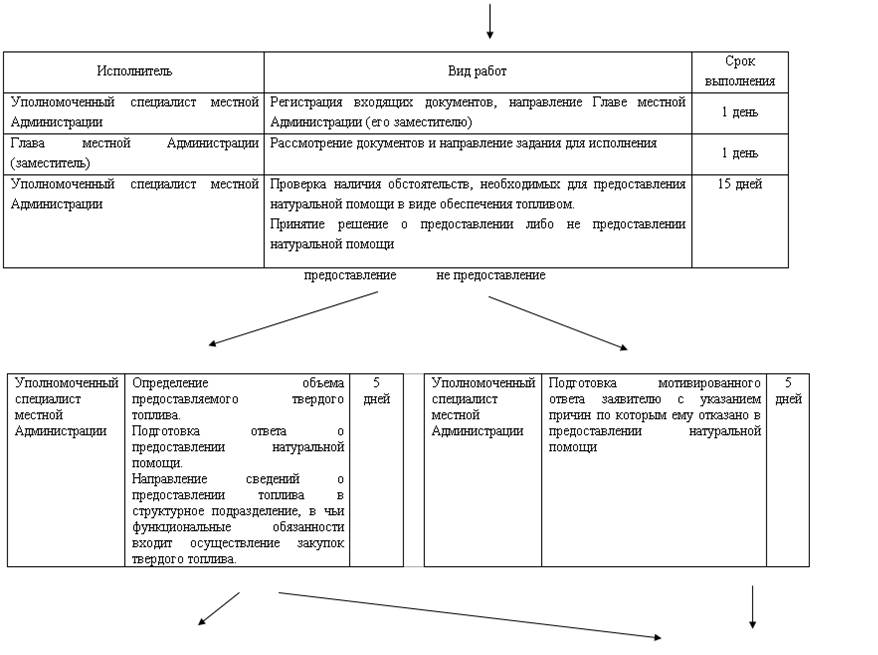 Исполнитель
Вид работ
Срок
выполнения
Уполномоченный специалист местной
Администрации
Регистрация входящих документов, направление Главе местной
Администрации (его заместителю)
1 день
Глава местной Администрации
(заместитель)
Рассмотрение документов и направление задания для исполнения
1 день
Уполномоченный специалист местной
Администрации
Проверка наличия обстоятельств, необходимых для предоставления
натуральной помощи в виде обеспечения топливом.
Принятие решение о предоставлении либо не предоставлении
натуральной помощи
15 дней
предоставление не предоставление
Уполномоченный
специалист
местной
Администрации
Определение объема
предоставляемого твердого
топлива.
Подготовка ответа о
предоставлении натуральной
помощи.
Направление сведений о
предоставлении топлива в
структурное подразделение, в чьи
функциональные обязанности
входит осуществление закупок
твердого топлива.
5
дней
Уполномоченный
специалист
местной
Администрации
Подготовка мотивированного
ответа заявителю с указанием
причин по которым ему отказано в
предоставлении натуральной
помощи
5
дней